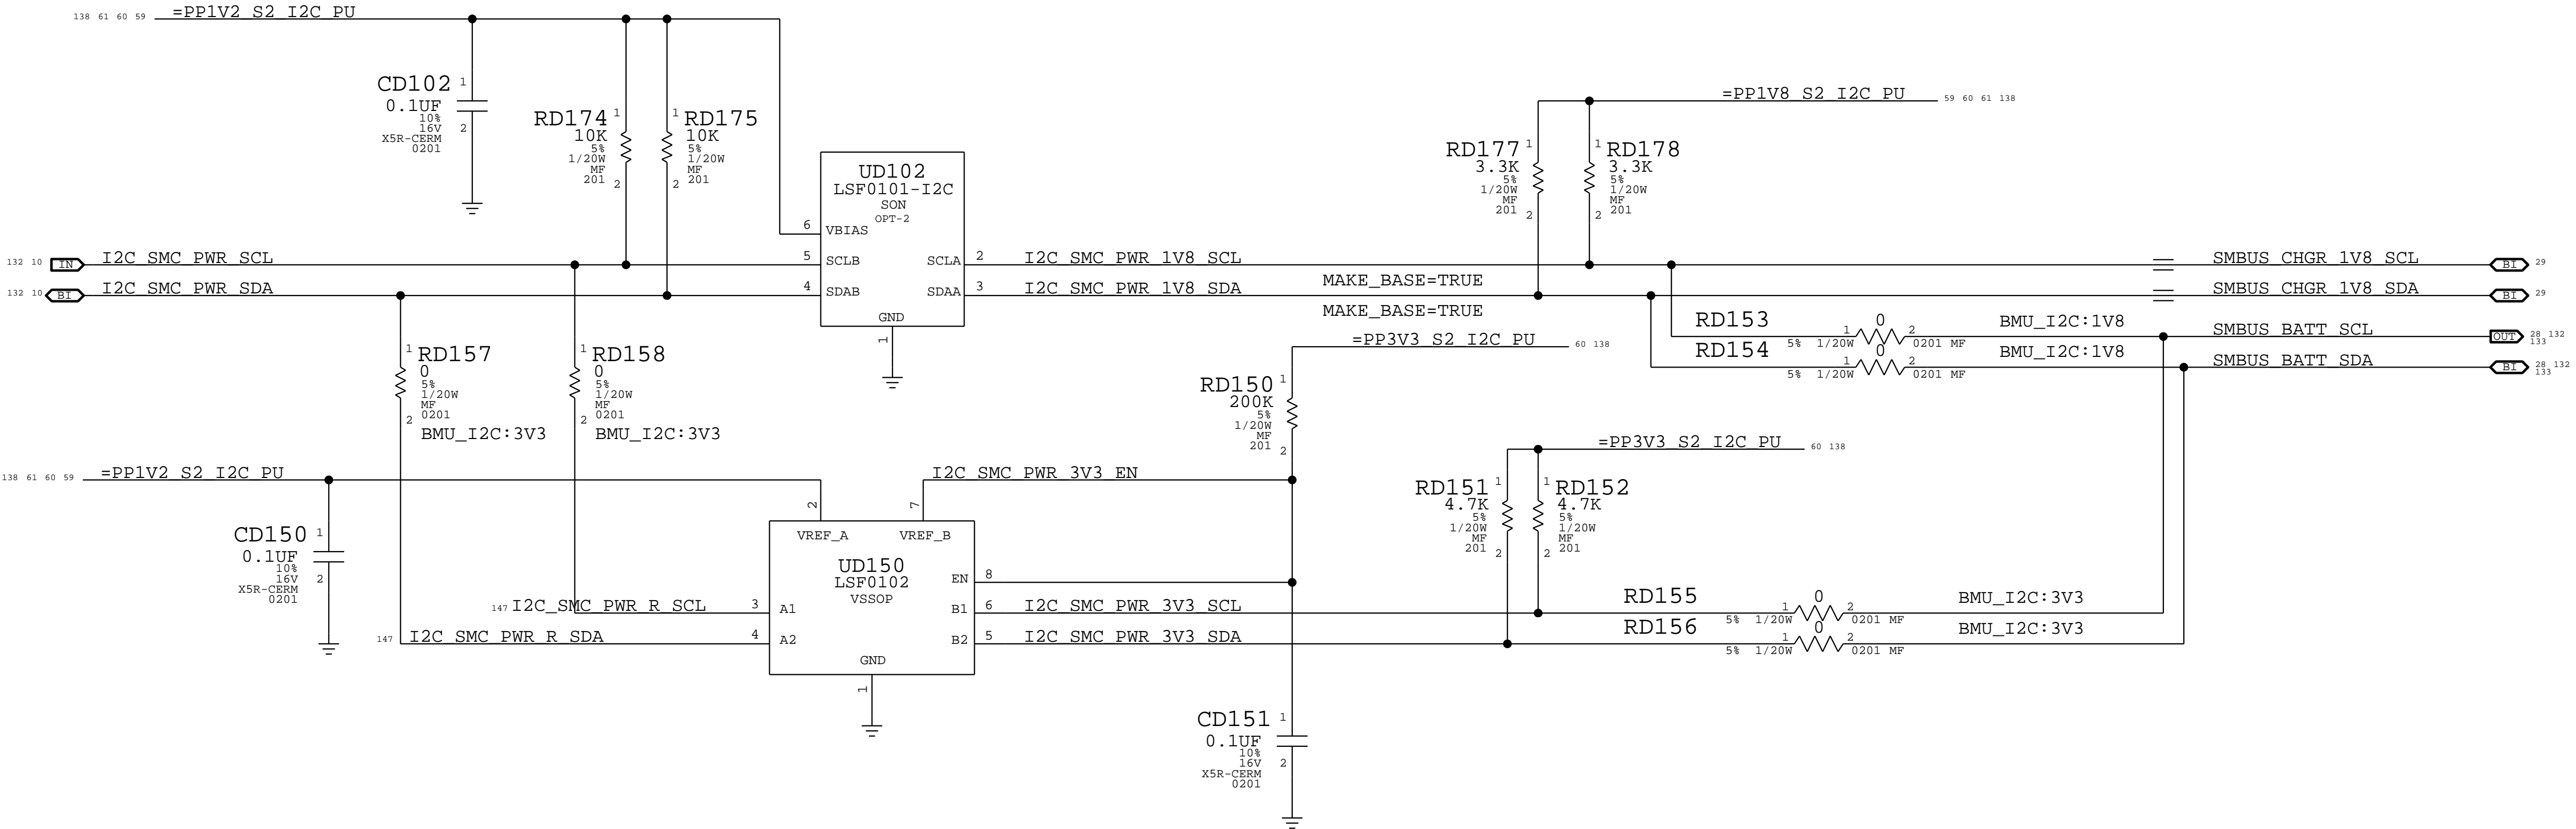 138 61 60 59 =PP1V2_S2_I2C_PU
CD102 1
0.1UF
10%
16V 2
X5R-CERM
0201
RD174 1
10K
5%
1/20W
MF
201 2
1 RD175
10K
5%
1/20W
MF
2 201
UD102
LSF0101-I2C
SON
OPT-2
6 VBIAS
5 SCLB
4 SDAB
SCLA 2
SDAA 3
GND
1
132 10 IN I2C_SMC_PWR_SCL
132 10 BI I2C_SMC_PWR_SDA
I2C_SMC_PWR_1V8_SCL
MAKE_BASE=TRUE
I2C_SMC_PWR_1V8_SDA
MAKE_BASE=TRUE
=PP1V8_S2_I2C_PU 59 60 61 138
RD177 1
3.3K
5%
1/20W
MF
201 2
1 RD178
3.3K
5%
1/20W
MF
2 201
SMBUS_CHGR_1V8_SCL BI 29
SMBUS_CHGR_1V8_SDA BI 29
RD153 0
1 2
5% 1/20W 0201 MF
BMU_I2C:1V8
SMBUS_BATT_SCL OUT 28 132
133
RD154 0
1 2
5% 1/20W 0201 MF
BMU_I2C:1V8
SMBUS_BATT_SDA BI 28 132
133
1 RD157
0
5%
1/20W
MF
0201
2
BMU_I2C:3V3
1 RD158
0
5%
1/20W
MF
0201
2
BMU_I2C:3V3
=PP3V3_S2_I2C_PU 60 138
RD150 1
200K
5%
1/20W
MF
201 2
138 61 60 59 =PP1V2_S2_I2C_PU
I2C_SMC_PWR_3V3_EN
CD150 1
0.1UF
10%
16V 2
X5R-CERM
0201
2 7
VREF_A VREF_B
UD150
LSF0102
VSSOP
EN 8
3 A1
4 A2
B1 6
B2 5
GND
1
147 I2C_SMC_PWR_R_SCL
147 I2C_SMC_PWR_R_SDA
=PP3V3_S2_I2C_PU 60 138
RD151 1
4.7K
5%
1/20W
MF
201 2
1 RD152
4.7K
5%
1/20W
MF
2 201
I2C_SMC_PWR_3V3_SCL
I2C_SMC_PWR_3V3_SDA
RD155 0
1 2
5% 1/20W 0201 MF
BMU_I2C:3V3
RD156 0
1 2
5% 1/20W 0201 MF
BMU_I2C:3V3
CD151 1
0.1UF
10%
16V 2
X5R-CERM
0201